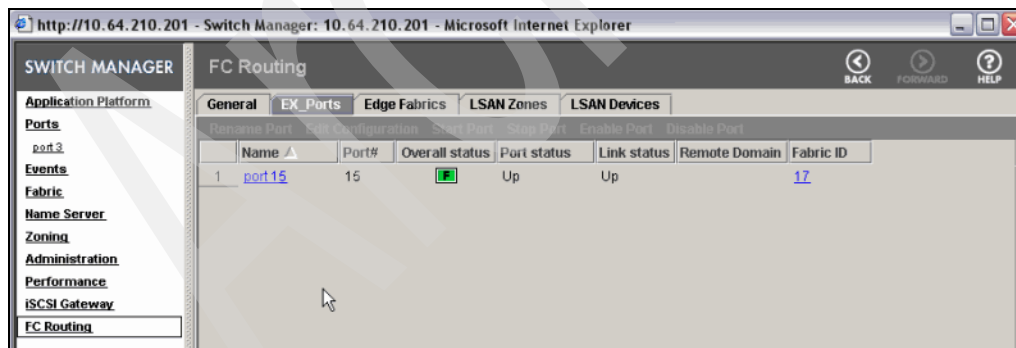 http://10.64.210.201 - Switch Manager: 10.64.210.201 - Microsoft Internet Explorer
SWITCH MANAGER
FC Routing
BACK
FORWARD
HELP
Application Platform
Ports
port 3
Events
Fabric
Name Server
Zoning
Administration
Performance
iSCSI Gateway
FC Routing
General EX_Ports Edge Fabrics LSAN Zones LSAN Devices
Rename Port Edit Configuration Start Port Stop Port Enable Port Disable Port
Name Port# Overall status Port status Link status Remote Domain Fabric ID
1 port 15 15 F Up Up 17